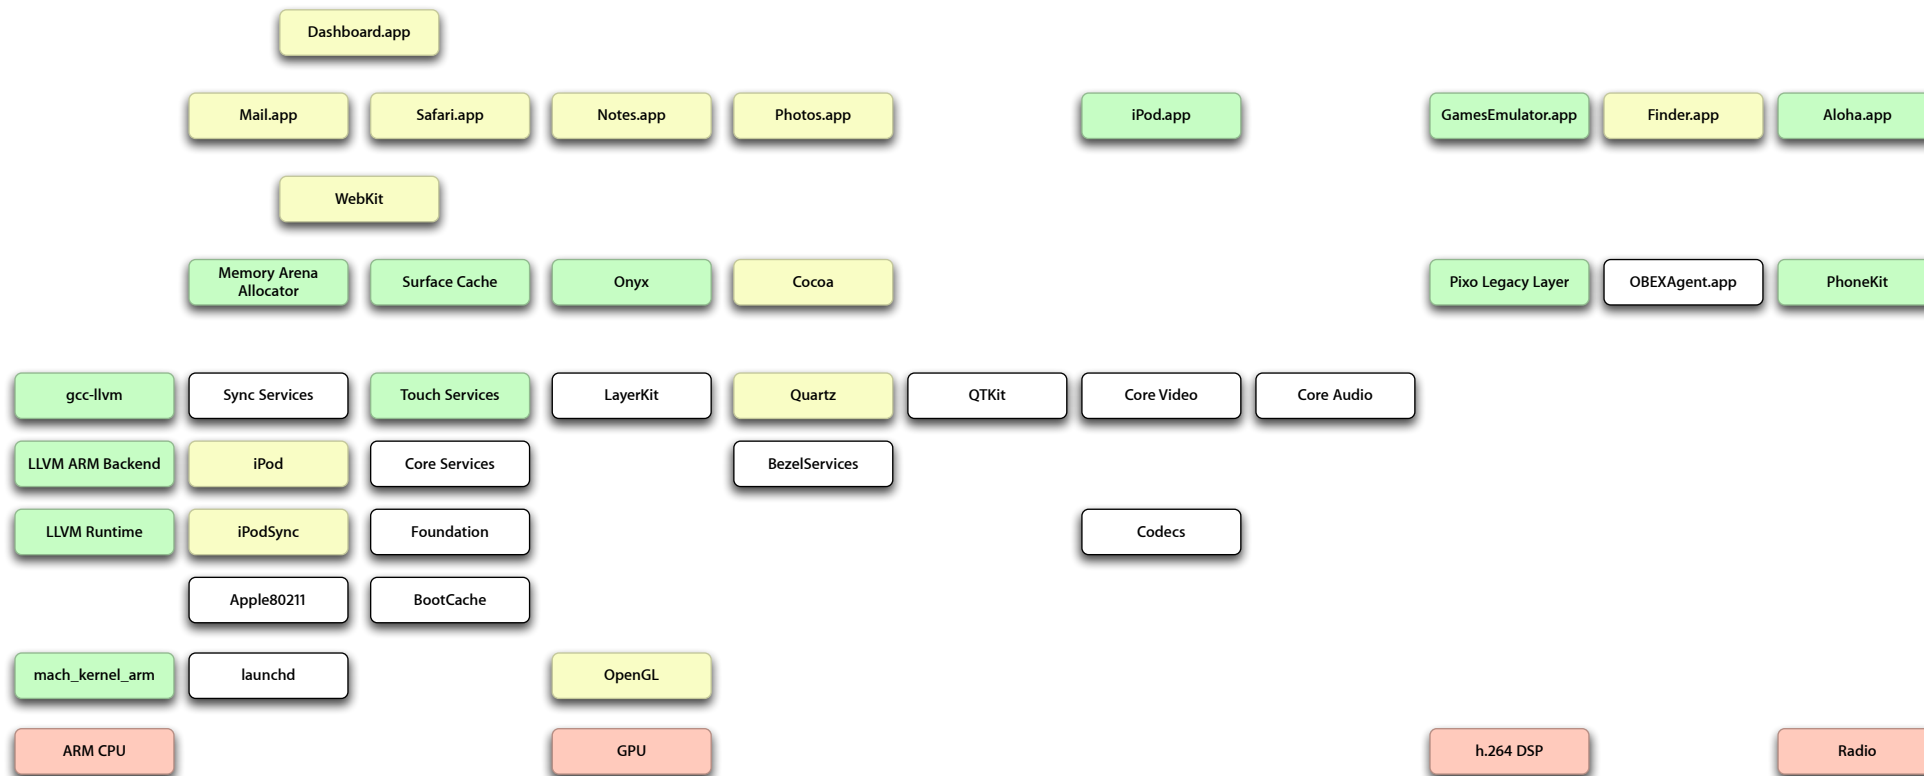 Dashboard.app
Mail.app
Safari.app
Notes.app
Photos.app
iPod.app
GamesEmulator.app
Finder.app
Aloha.app
WebKit
Memory Arena
Allocator
Surface Cache
Onyx
Cocoa
Pixo Legacy Layer
OBEXAgent.app
PhoneKit
gcc-llvm
Sync Services
Touch Services
LayerKit
Quartz
QTKit
Core Video
Core Audio
LLVM ARM Backend
iPod
Core Services
BezelServices
LLVM Runtime
iPodSync
Foundation
Codecs
Apple80211
BootCache
mach_kernel_arm
launchd
OpenGL
ARM CPU
GPU
h.264 DSP
Radio